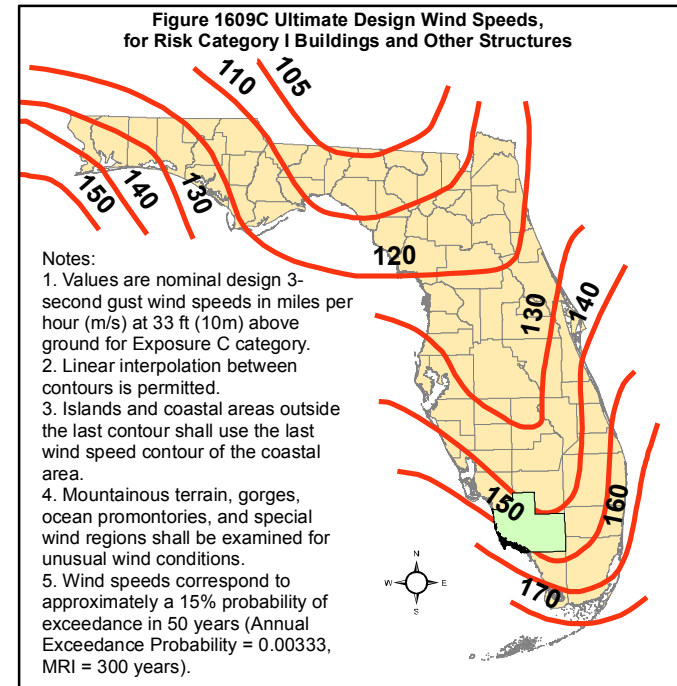 Figure 1609C Ultimate Design Wind Speeds,
for Risk Category I Buildings and Other Structures
110
105
150
140
130
120
130
140
Notes:
1. Values are nominal design 3-
second gust wind speeds in miles per
hour (m/s) at 33 ft (10m) above
ground for Exposure C category.
2. Linear interpolation between
contours is permitted.
3. Islands and coastal areas outside
the last contour shall use the last
wind speed contour of the coastal
area.
4. Mountainous terrain, gorges,
ocean promontories, and special
wind regions shall be examined for
unusual wind conditions.
5. Wind speeds correspond to
approximately a 15% probability of
exceedance in 50 years (Annual
Exceedance Probability = 0.00333,
MRI = 300 years).
150
160
170
N
W E
S